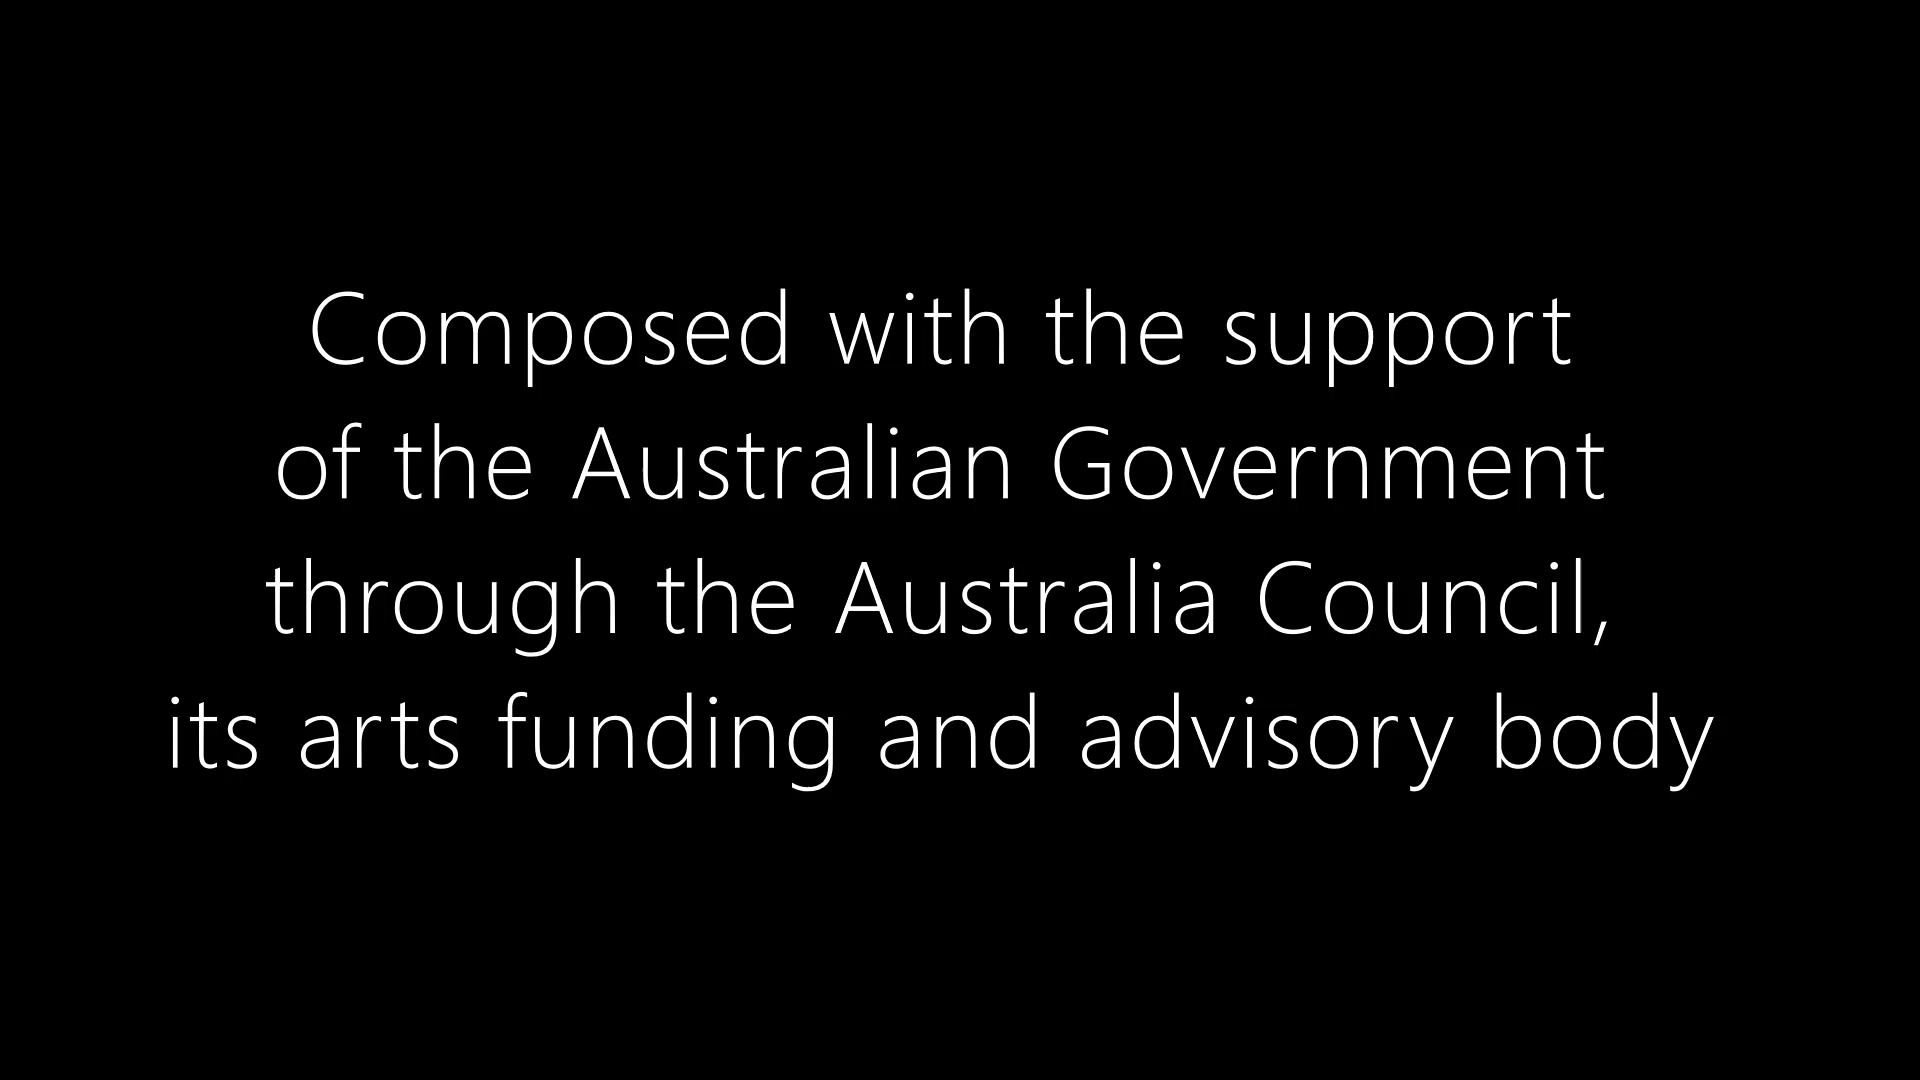 Composed with the support
of the Australian Government
through the Australia Council,
its arts funding and advisory body